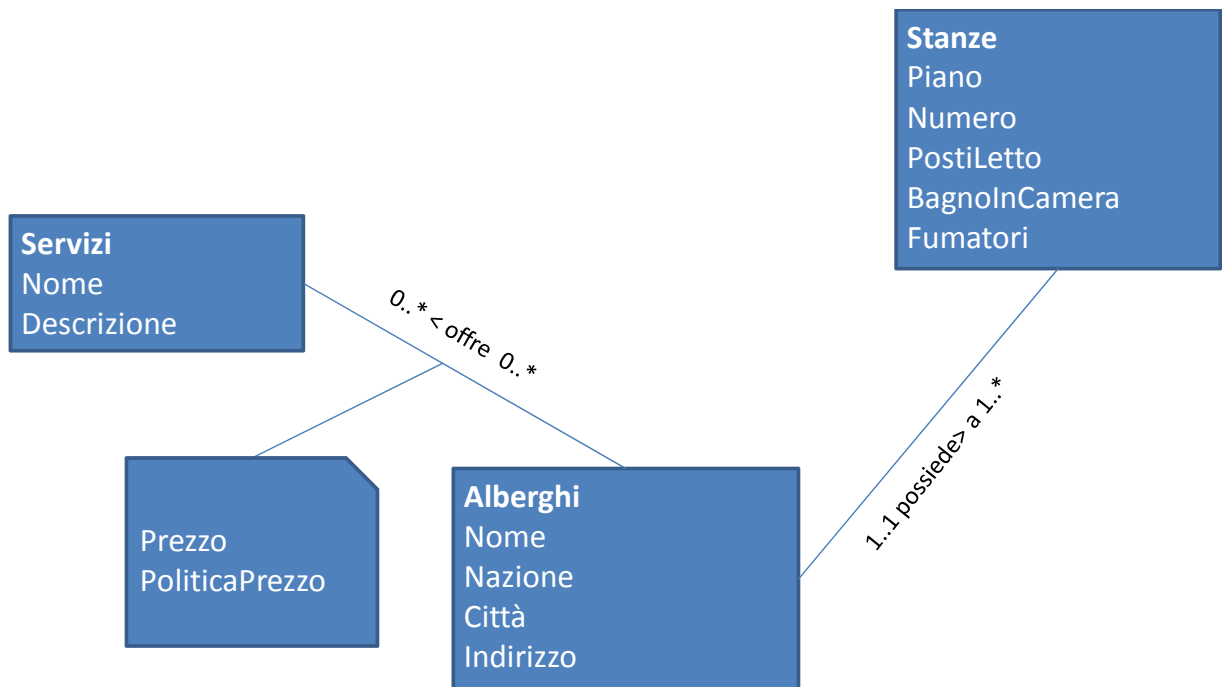 Stanze
Piano
Numero
PostiLetto
BagnoInCamera
Fumatori
Servizi
Nome
Descrizione
0.. * < offre 0.. *
1..1 possiede> a 1..*
Prezzo
PoliticaPrezzo
Alberghi
Nome
Nazione
Città
Indirizzo